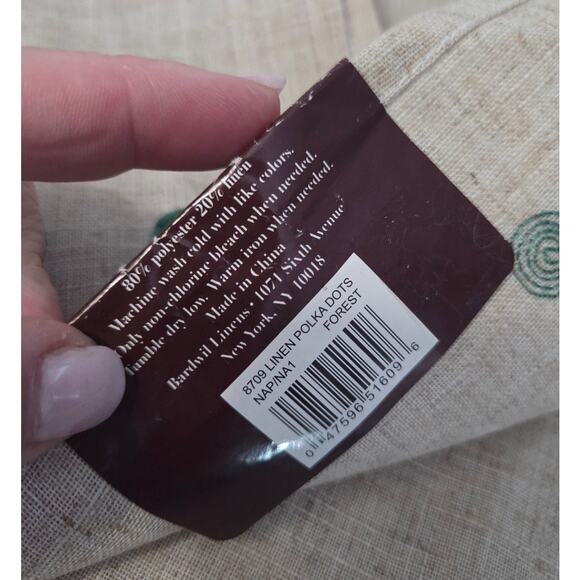 80% polyester 20% linen
Machine wash cold with like colors.
Only non-chlorine bleach when needed.
Tumble dry low. Warm iron when needed.
Made in China
Bardwil Linens • 1071 Sixth Avenue
New York, NY 10018
8709 LINEN POLKA DOTS
NAP/NA1 FOREST
0 47596 51609 6